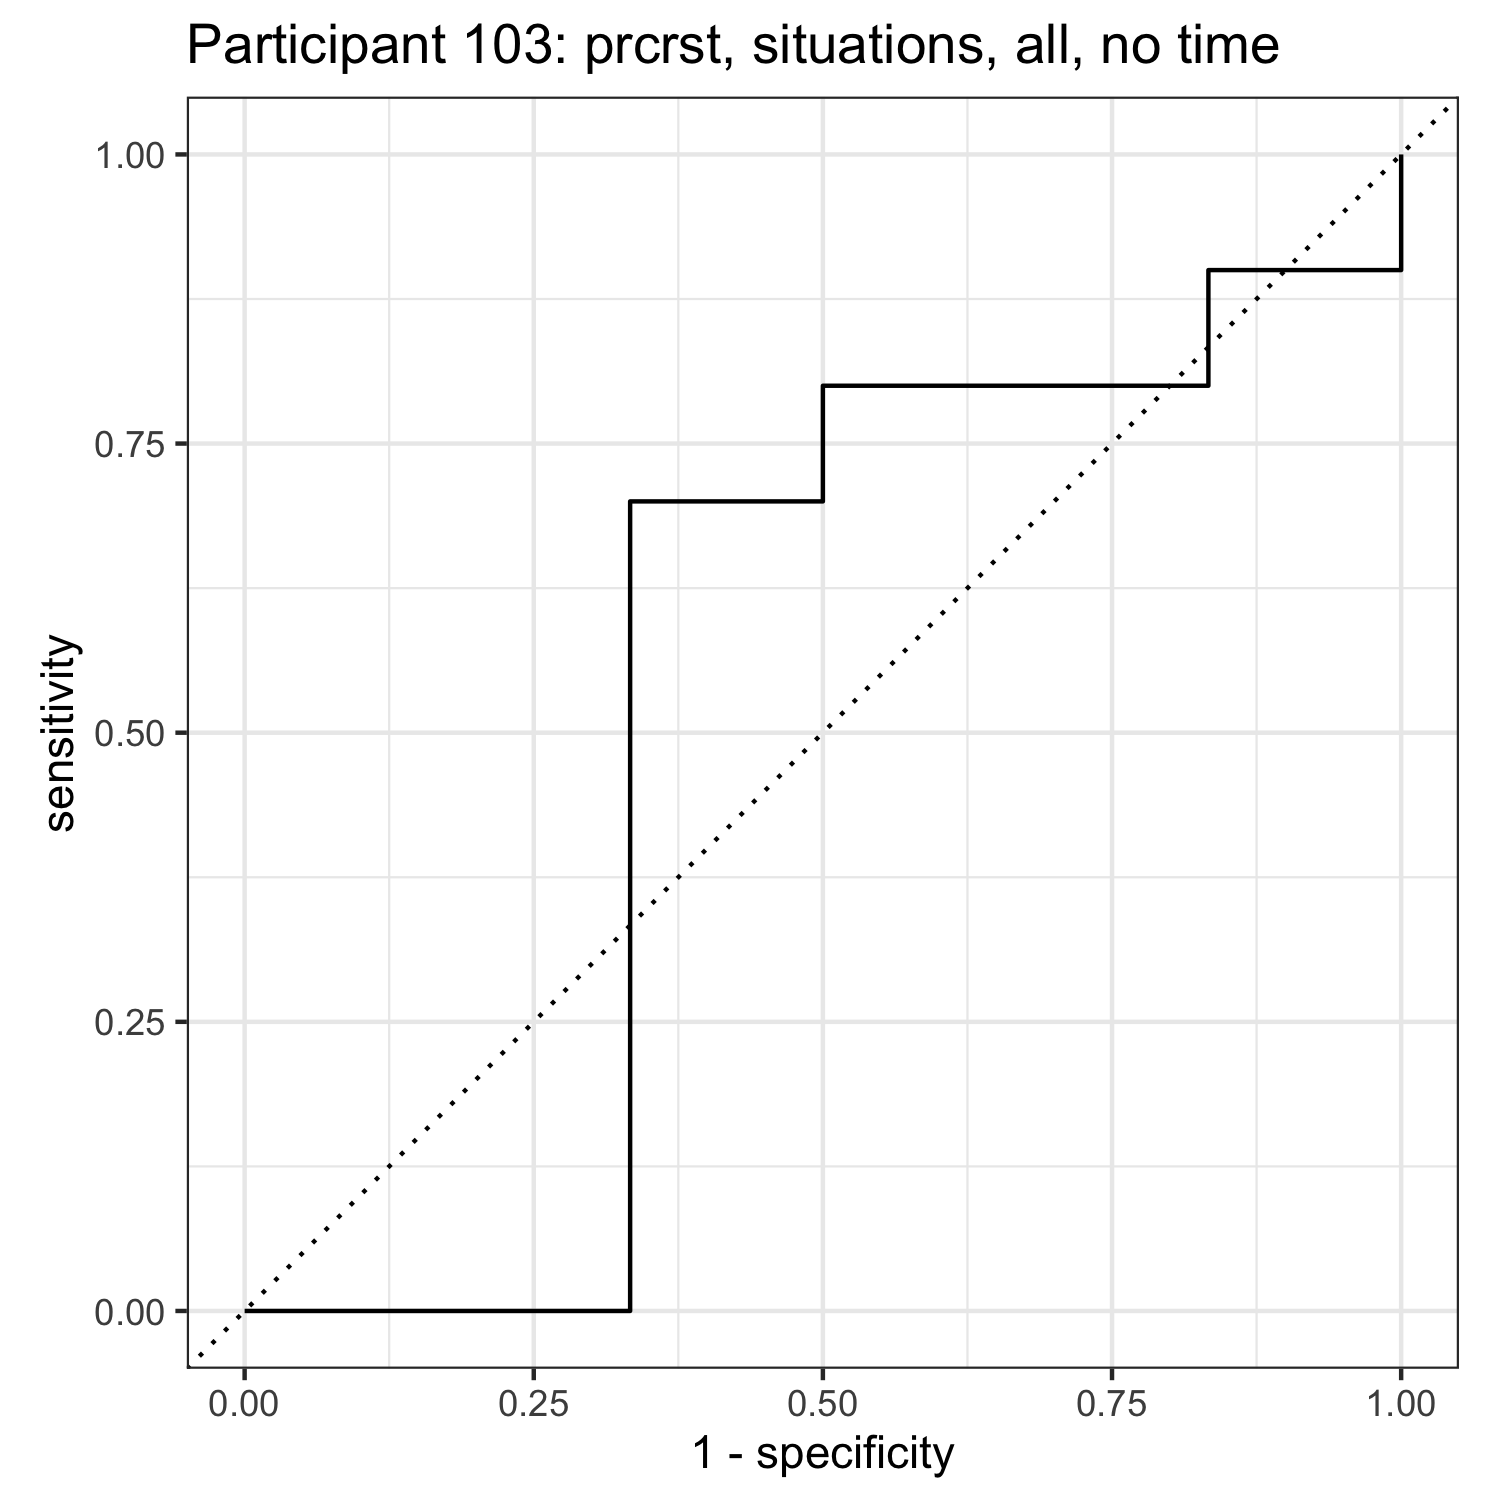 Participant 103: prcrst, situations, all, no time
1.00
0.75
0.50
0.25
0.00
sensitivity
0.00 0.25 0.50 0.75 1.00
1 - specificity